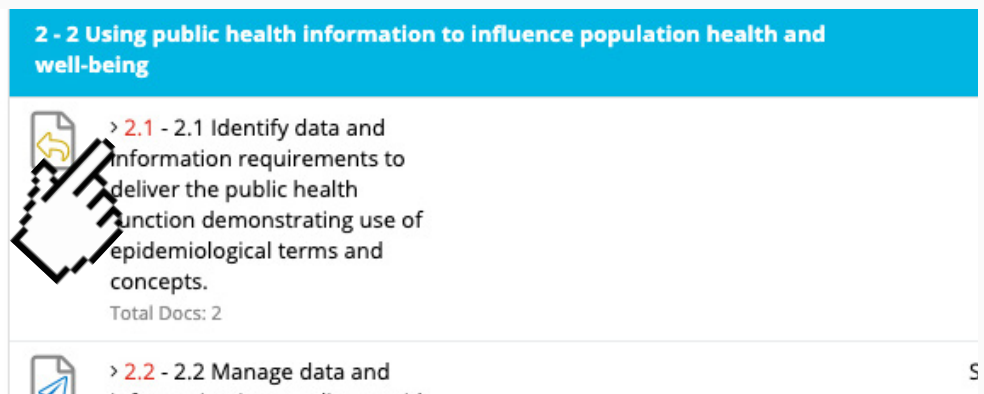 2 - 2 Using public health information to influence population health and
well-being
> 2.1 - 2.1 Identify data and
information requirements to
deliver the public health
function demonstrating use of
epidemiological terms and
concepts.
Total Docs: 2
> 2.2 - 2.2 Manage data and
S